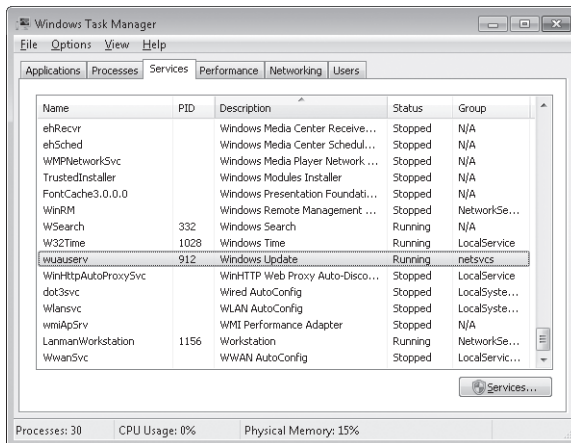 Windows Task Manager
File Options View Help
Applications Processes Services Performance Networking Users
Name PID Description Status Group
ehRecvr Windows Media Center Receive... Stopped N/A
ehSched Windows Media Center Schedul... Stopped N/A
WMPNetworkSvc Windows Media Player Network ... Stopped N/A
TrustedInstaller Windows Modules Installer Stopped N/A
FontCache3.0.0.0 Windows Presentation Foundati... Stopped N/A
WinRM Windows Remote Management ... Stopped NetworkSe...
WSearch 332 Windows Search Running N/A
W32Time 1028 Windows Time Running LocalService
wuauserv 912 Windows Update Running netsvcs
WinHttpAutoProxySvc WinHTTP Web Proxy Auto-Disco... Stopped LocalService
dot3svc Wired AutoConfig Stopped LocalSyste...
Wlansvc WLAN AutoConfig Stopped LocalSyste...
wmiApSrv WMI Performance Adapter Stopped N/A
LanmanWorkstation 1156 Workstation Running NetworkSe...
WwanSvc WWAN AutoConfig Stopped LocalServic...
Services...
Processes: 30 CPU Usage: 0% Physical Memory: 15%